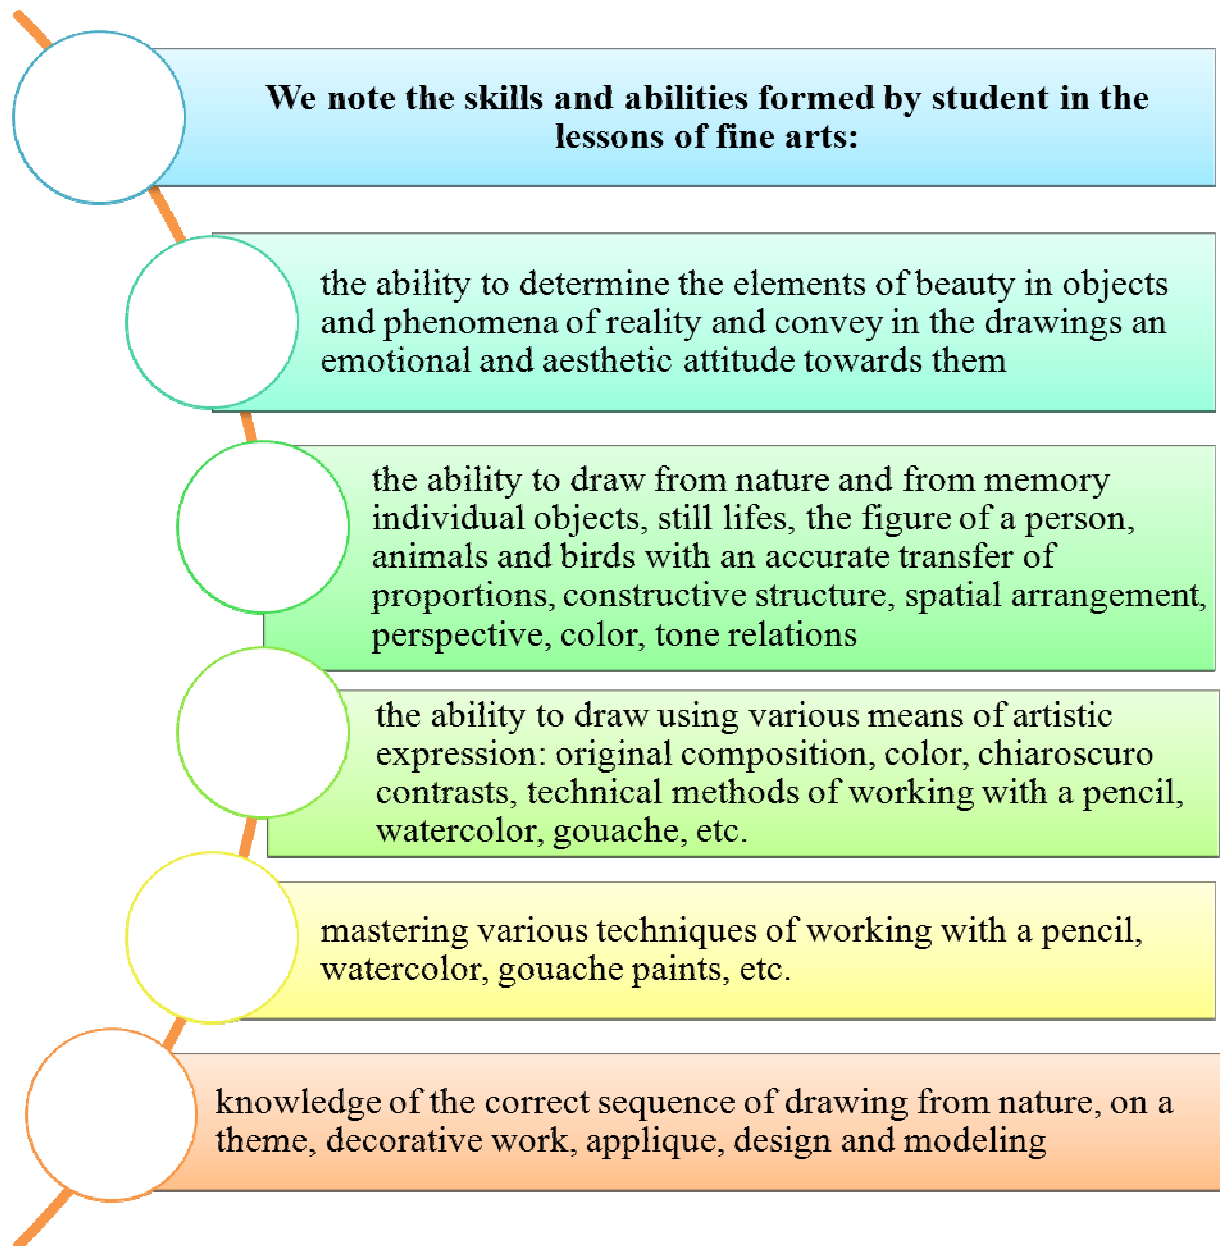 We note the skills and abilities formed by student in the
lessons of fine arts:
the ability to determine the elements of beauty in objects
and phenomena of reality and convey in the drawings an
emotional and aesthetic attitude towards them
the ability to draw from nature and from memory
individual objects, still lifes, the figure of a person,
animals and birds with an accurate transfer of
proportions, constructive structure, spatial arrangement,
perspective, color, tone relations
the ability to draw using various means of artistic
expression: original composition, color, chiaroscuro
contrasts, technical methods of working with a pencil,
watercolor, gouache, etc.
mastering various techniques of working with a pencil,
watercolor, gouache paints, etc.
knowledge of the correct sequence of drawing from nature, on a
theme, decorative work, applique, design and modeling